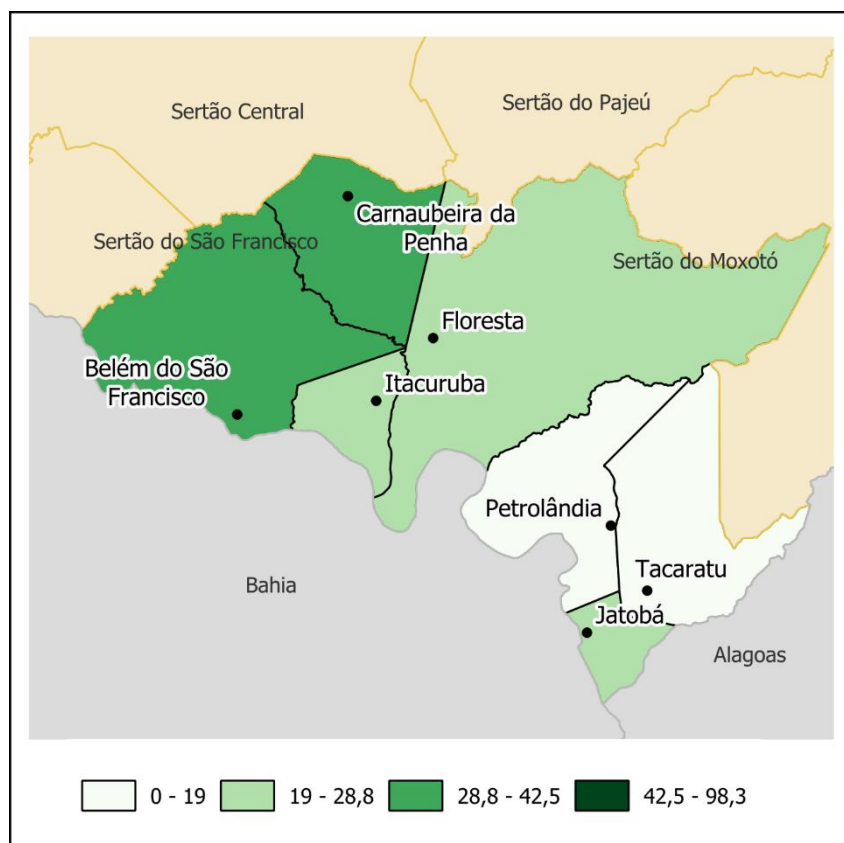 Sertão do Pajeú
Sertão Central
Carnaubeira da
Penha
Sertão do São Francisco
Sertão do Moxotó
Floresta
Belém do São
Francisco
Itacuruba
Petrolândia
Tacaratu
Bahia
Jatobá
Alagoas
0 - 19
19 - 28,8
28,8 - 42,5
42,5 - 98,3